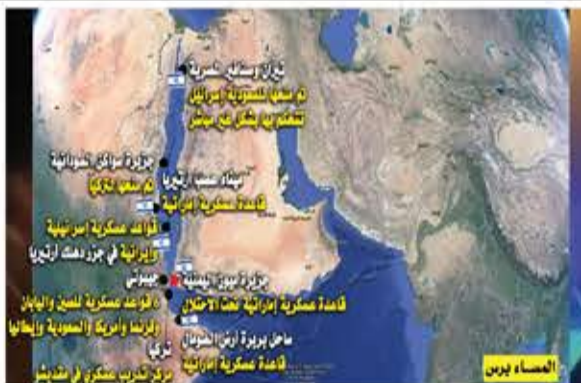 تيران وصنافير المصرية
تم منحها للسعودية إسرائيل
تتحكم بها بشكل غير مباشر
جزيرة سواكن السودانية
تم منحها لتركيا
ميناء عصب ارتيريا
قاعدة عسكرية إماراتية
قواعد عسكرية إسرائيلية
وإيرانية في جزر دهلك أرتيريا
جزيرة ميون اليمنية
قاعدة عسكرية إماراتية تحت الاحتلال
جيبوتي
قواعد عسكرية للصين واليابان
وفرنسا وأمريكا والسعودية وإيطاليا
ساحل بربرة أرض الصومال
قاعدة عسكرية إماراتية
تركيا
مركز تدريب عسكري في مقديشو
المساء برس